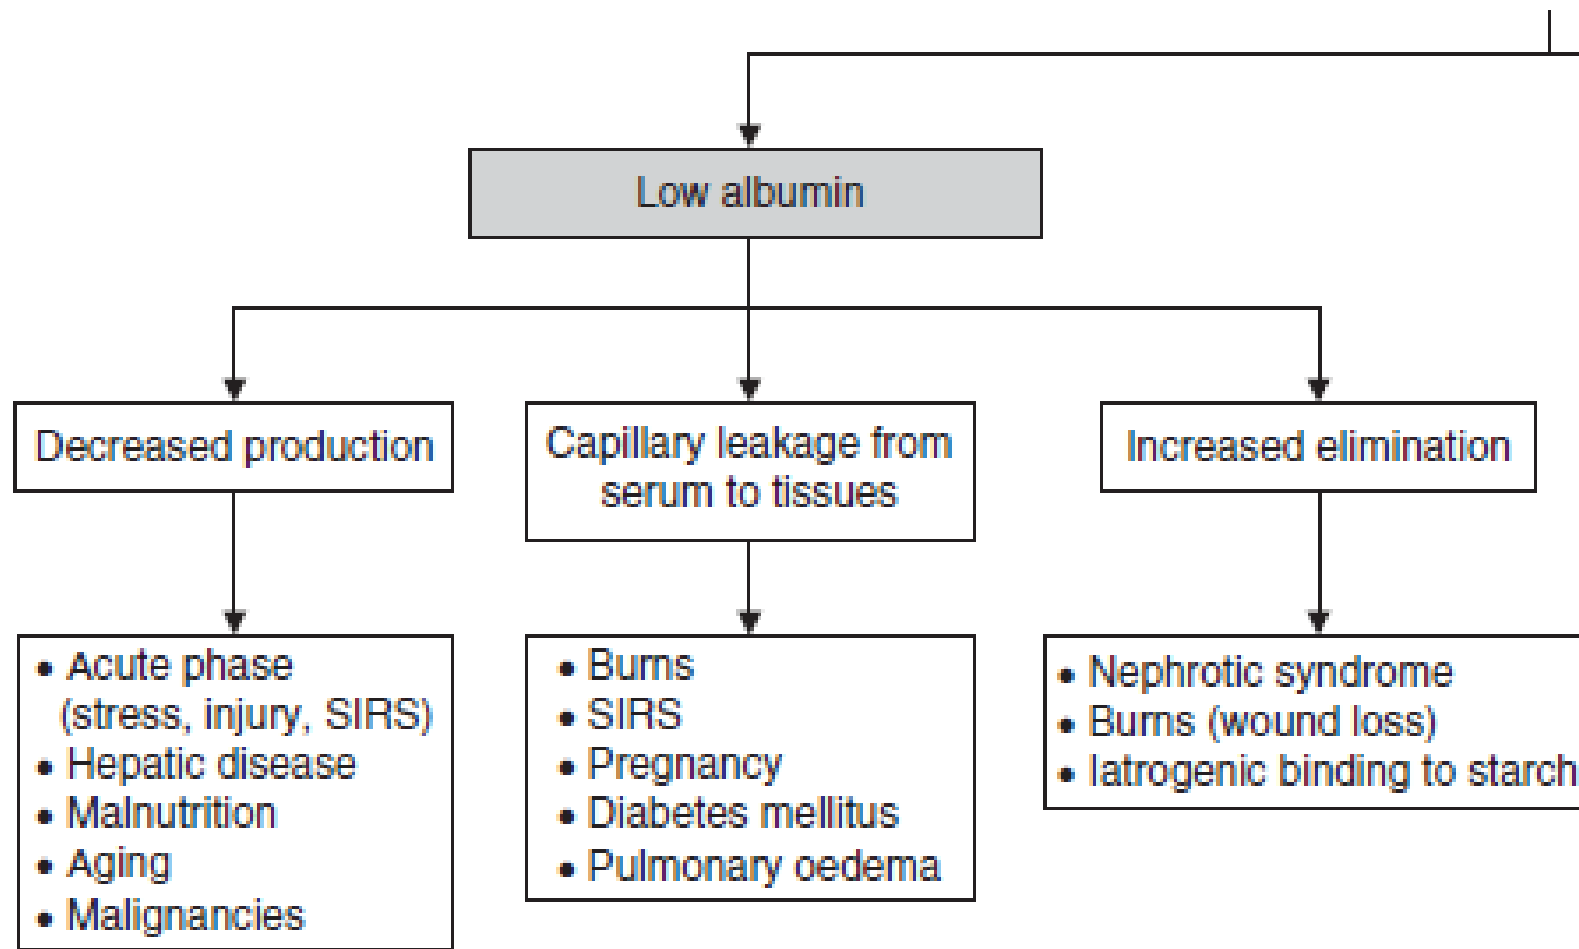 Low albumin
Decreased production
Capillary leakage from
serum to tissues
Increased elimination
• Acute phase
(stress, injury, SIRS)
• Hepatic disease
• Malnutrition
• Aging
• Malignancies
• Burns
• SIRS
• Pregnancy
• Diabetes mellitus
• Pulmonary oedema
• Nephrotic syndrome
• Burns (wound loss)
• Iatrogenic binding to starch